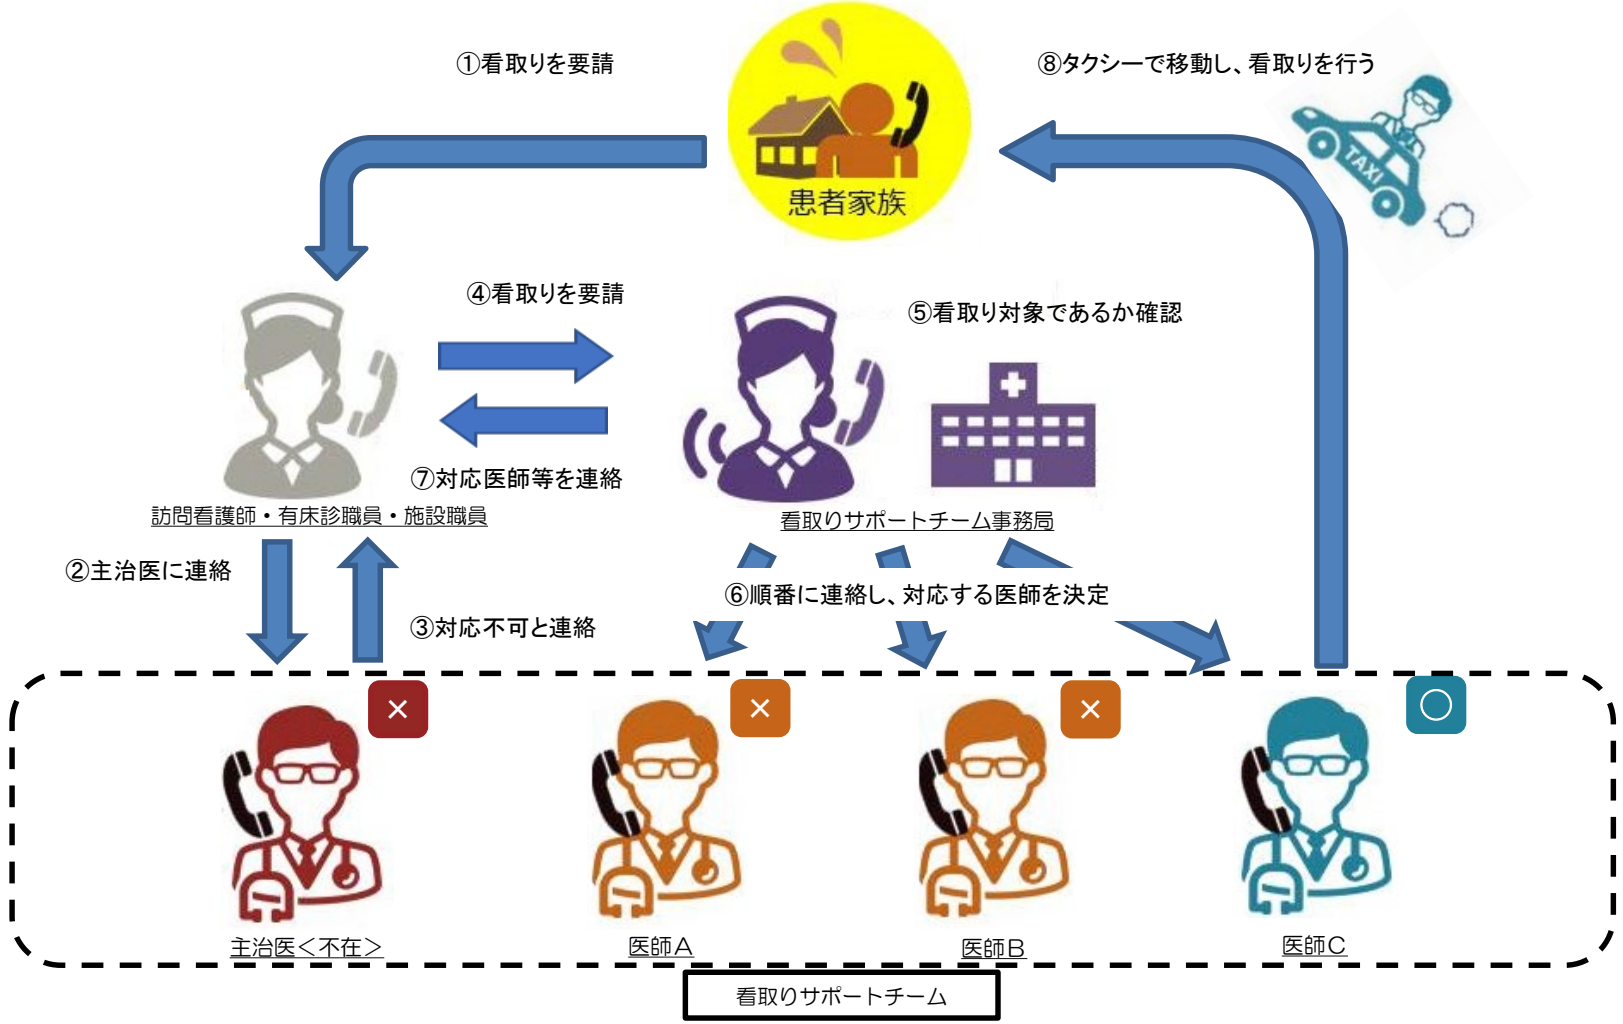 ①看取りを要請
⑧タクシーで移動し、看取りを行う
TAXI
患者家族
④看取りを要請
⑤看取り対象であるか確認
⑦対応医師等を連絡
訪問看護師・有床診職員・施設職員
看取りサポートチーム事務局
②主治医に連絡
③対応不可と連絡
⑥順番に連絡し、対応する医師を決定
×
×
×
○
主治医＜不在＞
医師A
医師B
医師C
看取りサポートチーム